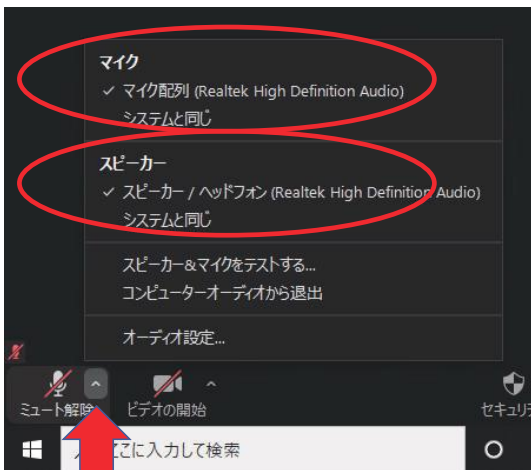 マイク
✓ マイク配列 (Realtek High Definition Audio)
システムと同じ
スピーカー
✓ スピーカー / ヘッドフォン (Realtek High Definition Audio)
システムと同じ
スピーカー&マイクをテストする...
コンピューターオーディオから退出
オーディオ設定...
ミュート解除 ビデオの開始 セキュリ
ここに入力して検索